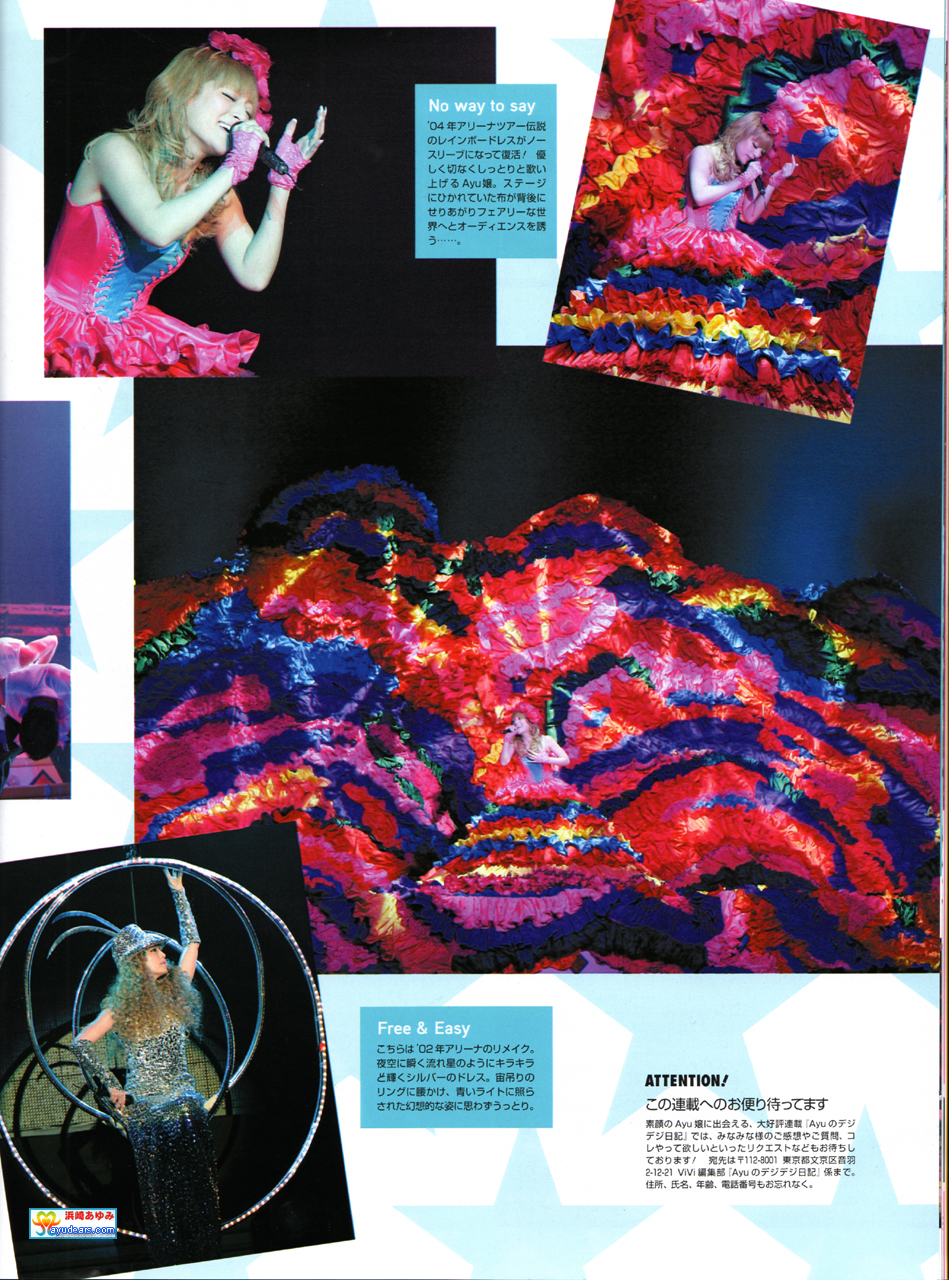 No way to say
'04年アリーナツアー伝説
のレインボードレスがノー
スリーブになって復活！ 優
しく切なくしっとりと歌い
上げるAyu嬢。ステージ
にひかれていた布が背後に
せりあがりフェアリーな世
界へとオーディエンスを誘
う……。
Free & Easy
こちらは'02年アリーナのリメイク。
夜空に瞬く流れ星のようにキラキラ
と輝くシルバーのドレス。宙吊りの
リングに腰かけ、青いライトに照ら
された幻想的な姿に思わずうっとり。
ATTENTION!
この連載へのお便り待ってます
素顔のAyu嬢に出会える、大好評連載『Ayuのデジ
デジ日記』では、みなみな様のご感想やご質問、コ
レやって欲しいといったリクエストなどもお待ちし
ております！ 宛先は〒112-8001 東京都文京区音羽
2-12-21 ViVi編集部『Ayuのデジデジ日記』係まで。
住所、氏名、年齢、電話番号もお忘れなく。
浜崎あゆみ
ayudears.com